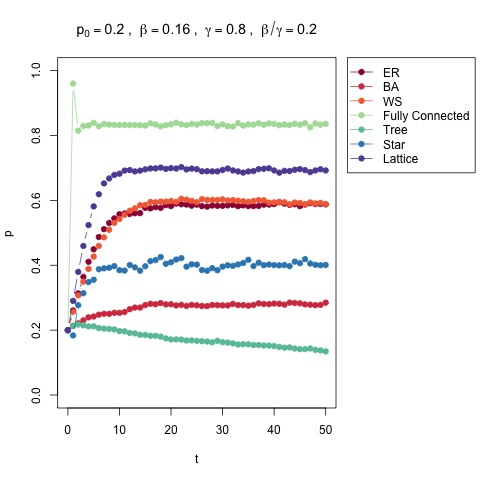 p₀ = 0.2 , β = 0.16 , γ = 0.8 , β/γ = 0.2
1.0
0.8
0.6
0.4
0.2
0.0
p
0 10 20 30 40 50
t
ER
BA
WS
Fully Connected
Tree
Star
Lattice